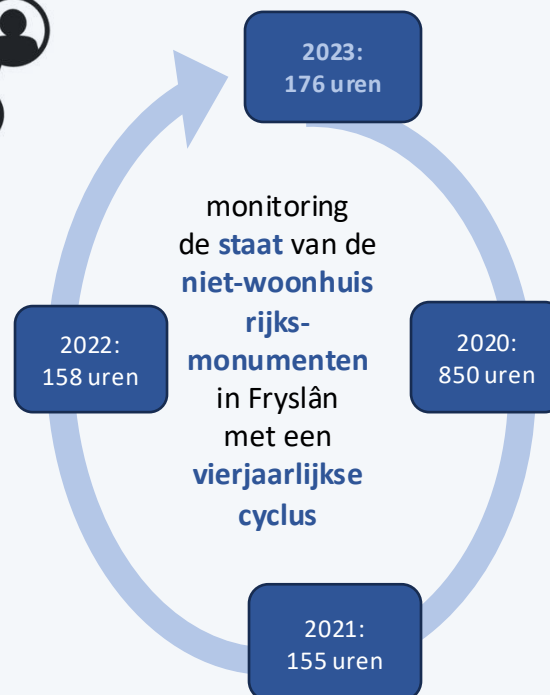 2023:
176 uren
monitoring
de staat van de
niet-woonhuis
rijks-
monumenten
in Fryslân
met een
vierjaarlijkse
cyclus
2022:
158 uren
2020:
850 uren
2021:
155 uren